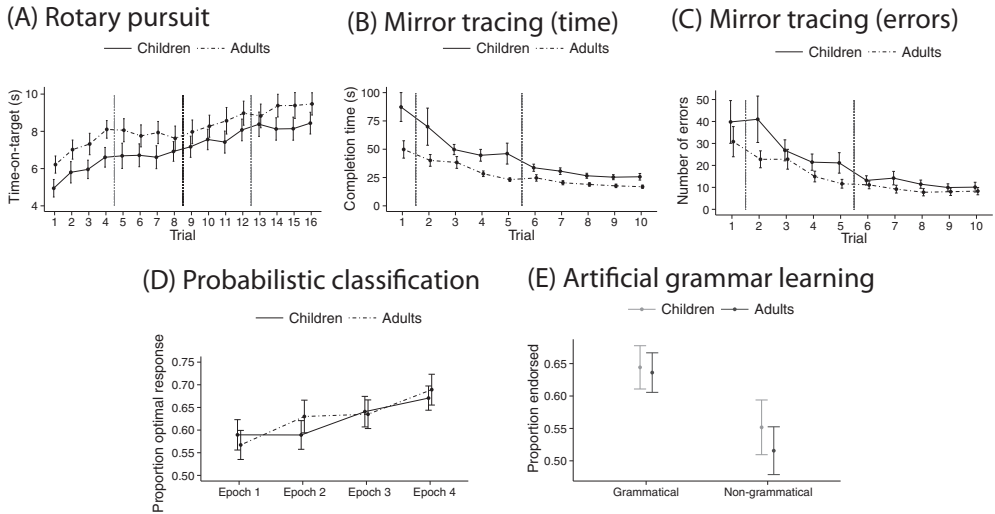 (A) Rotary pursuit
Children Adults
Time-on-target (s)
10
8
6
4
1 2 3 4 5 6 7 8 9 10 11 12 13 14 15 16
Trial
(B) Mirror tracing (time)
Children Adults
Completion time (s)
100
75
50
25
0
1 2 3 4 5 6 7 8 9 10
Trial
(C) Mirror tracing (errors)
Children Adults
Number of errors
50
40
30
20
10
0
1 2 3 4 5 6 7 8 9 10
Trial
(D) Probabilistic classification
Children Adults
Proportion optimal response
0.75
0.70
0.65
0.60
0.55
0.50
Epoch 1 Epoch 2 Epoch 3 Epoch 4
(E) Artificial grammar learning
Children Adults
Proportion endorsed
0.65
0.60
0.55
0.50
Grammatical Non-grammatical